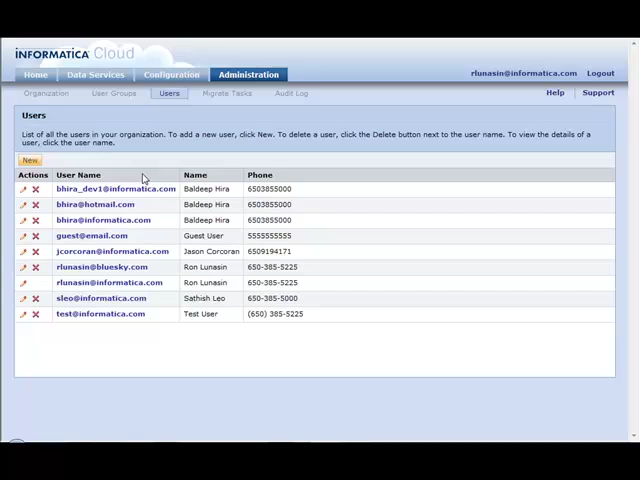 INFORMATICA Cloud
Home Data Services Configuration Administration rlunasin@informatica.com Logout
Organization User Groups Users Migrate Tasks Audit Log Help Support
Users
List of all the users in your organization. To add a new user, click New. To delete a user, click the Delete button next to the user name. To view the details of
a user, click the user name.
New
Actions User Name Name Phone
bhira_dev1@informatica.com Baldeep Hira 6503855000
bhira@hotmail.com Baldeep Hira 6503855000
bhira@informatica.com Baldeep Hira 6503855000
guest@email.com Guest User 5555555555
jcorcoran@informatica.com Jason Corcoran 6509194171
rlunasin@bluesky.com Ron Lunasin 650-385-5225
rlunasin@informatica.com Ron Lunasin 650-385-5225
sleo@informatica.com Sathish Leo 650-385-5000
test@informatica.com Test User (650) 385-5225